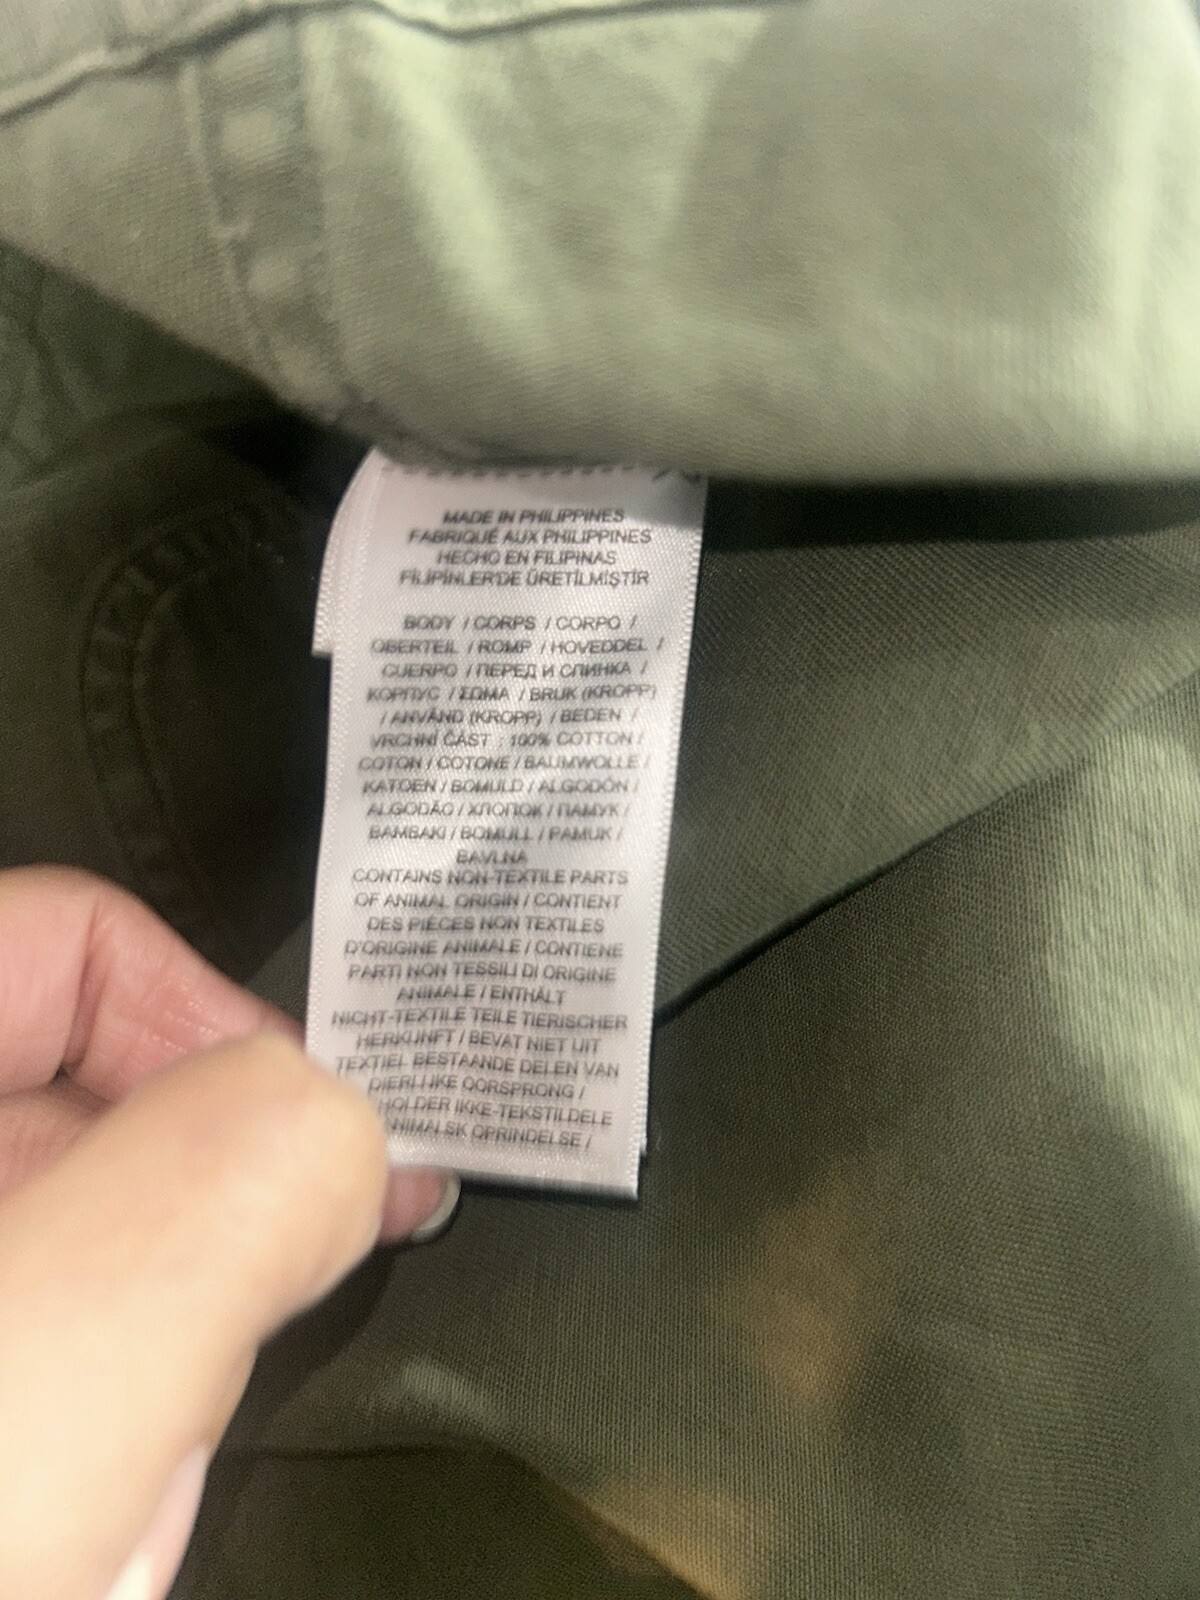 MADE IN PHILIPPINES
FABRIQUÉ AUX PHILIPPINES
HECHO EN FILIPINAS
FİLİPİNLER'DE ÜRETİLMİŞTİR
BODY / CORPS / CORPO /
OBERTEIL / ROMP / HOVEDDEL /
CUERPO / ПЕРЕД И СПИНКА /
КОРПУС / ΣΩΜΑ / BRUK (KROPP)
/ ANVÄND (KROPP) / BEDEN /
VRCHNÍ ČÁST : 100% COTTON /
COTON / COTONE / BAUMWOLLE /
KATOEN / BOMULD / ALGODÓN /
ALGODÃO / ХЛОПОК / ПАМУК /
BAMBAKI / BOMULL / PAMUK /
BAVLNA
CONTAINS NON-TEXTILE PARTS
OF ANIMAL ORIGIN / CONTIENT
DES PIÈCES NON TEXTILES
D'ORIGINE ANIMALE / CONTIENE
PARTI NON TESSILI DI ORIGINE
ANIMALE / ENTHÄLT
NICHT-TEXTILE TEILE TIERISCHER
HERKUNFT / BEVAT NIET UIT
TEXTIEL BESTAANDE DELEN VAN
DIERLIJKE OORSPRONG /
HOLDER IKKE-TEKSTILDELE
ANIMALSK OPRINDELSE /